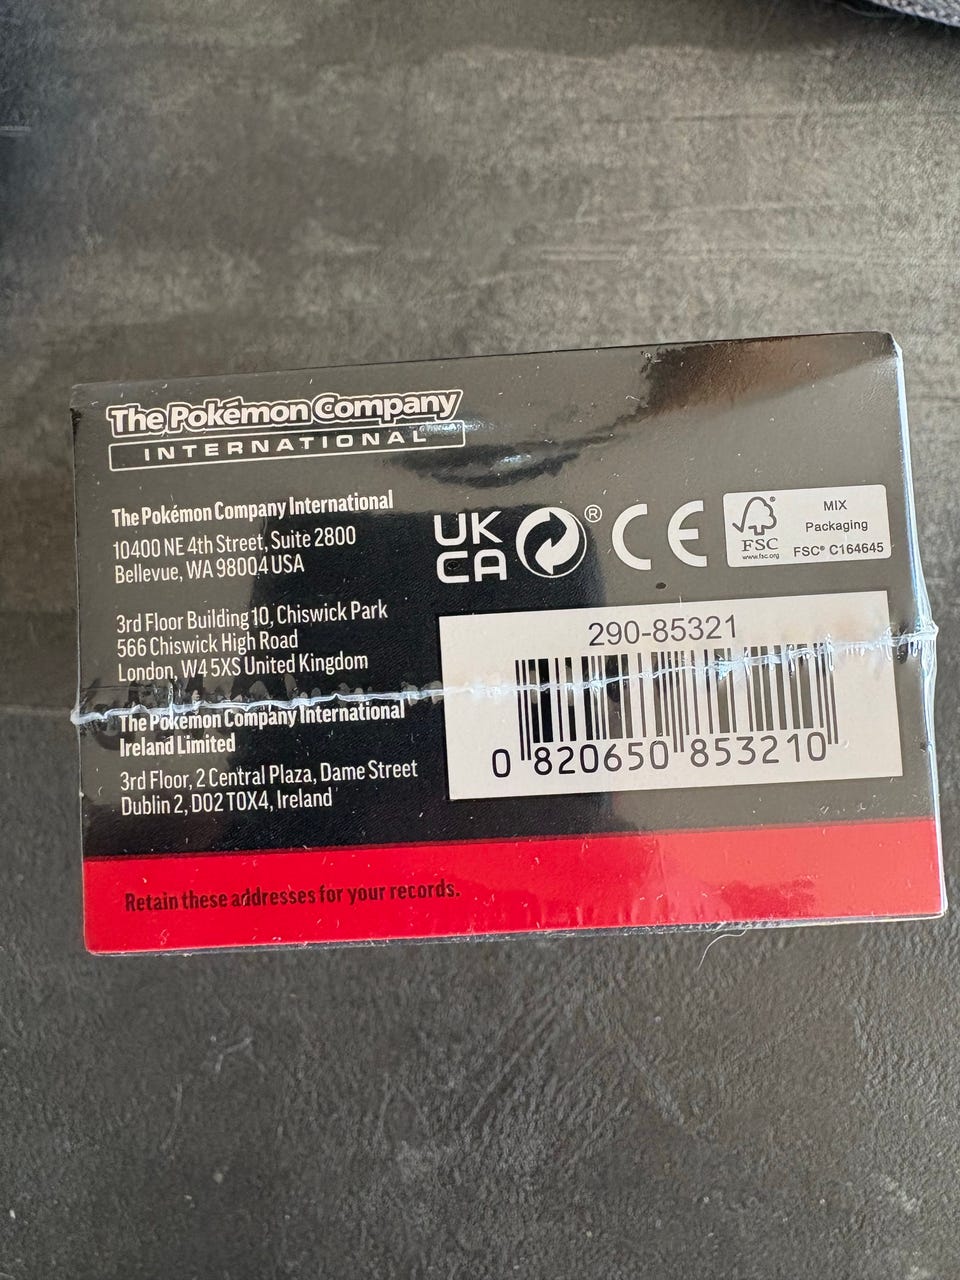 The Pokémon Company
INTERNATIONAL
The Pokémon Company International
10400 NE 4th Street, Suite 2800
Bellevue, WA 98004 USA
3rd Floor Building 10, Chiswick Park
566 Chiswick High Road
London, W4 5XS United Kingdom
The Pokémon Company International
Ireland Limited
3rd Floor, 2 Central Plaza, Dame Street
Dublin 2, D02 T0X4, Ireland
Retain these addresses for your records.
UK
CA
®
CE
FSC
www.fsc.org
MIX
Packaging
FSC® C164645
290-85321
0 820650 853210